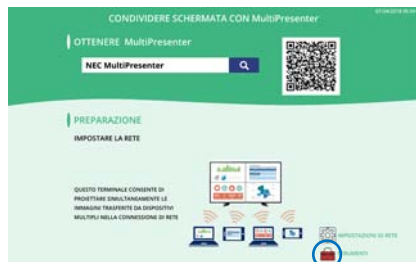 CONDIVIDERE SCHERMATA CON MultiPresenter
OTTENERE MultiPresenter
NEC MultiPresenter
PREPARAZIONE
IMPOSTARE LA RETE
QUESTO TERMINALE CONSENTE DI
PROIETTARE SIMULTANEAMENTE LE
IMMAGINI TRASFERITE DA DISPOSITIVI
MULTIPLI NELLA CONNESSIONE DI RETE
IMPOSTAZIONI DI RETE
STRUMENTI